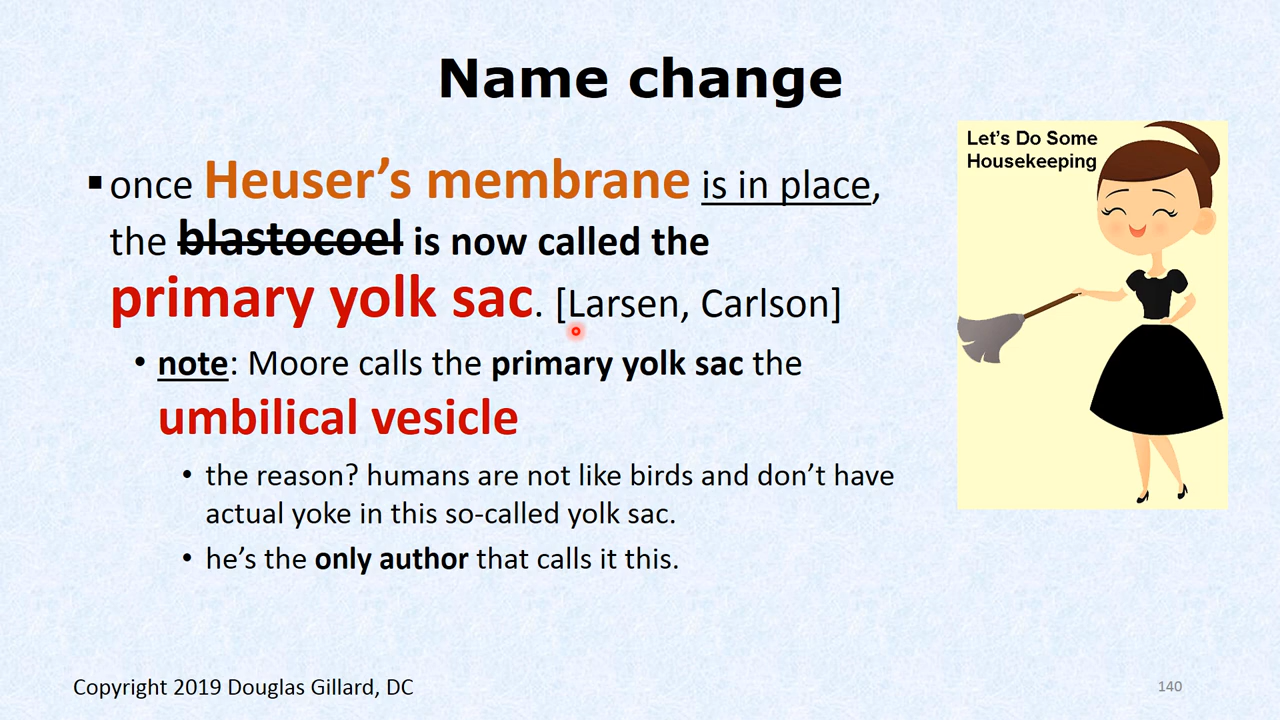 Name change
▪ once Heuser's membrane is in place,
the blastocoel is now called the
primary yolk sac. [Larsen, Carlson]
• note: Moore calls the primary yolk sac the
umbilical vesicle
• the reason? humans are not like birds and don't have
actual yoke in this so-called yolk sac.
• he's the only author that calls it this.
Let's Do Some
Housekeeping
Copyright 2019 Douglas Gillard, DC
140